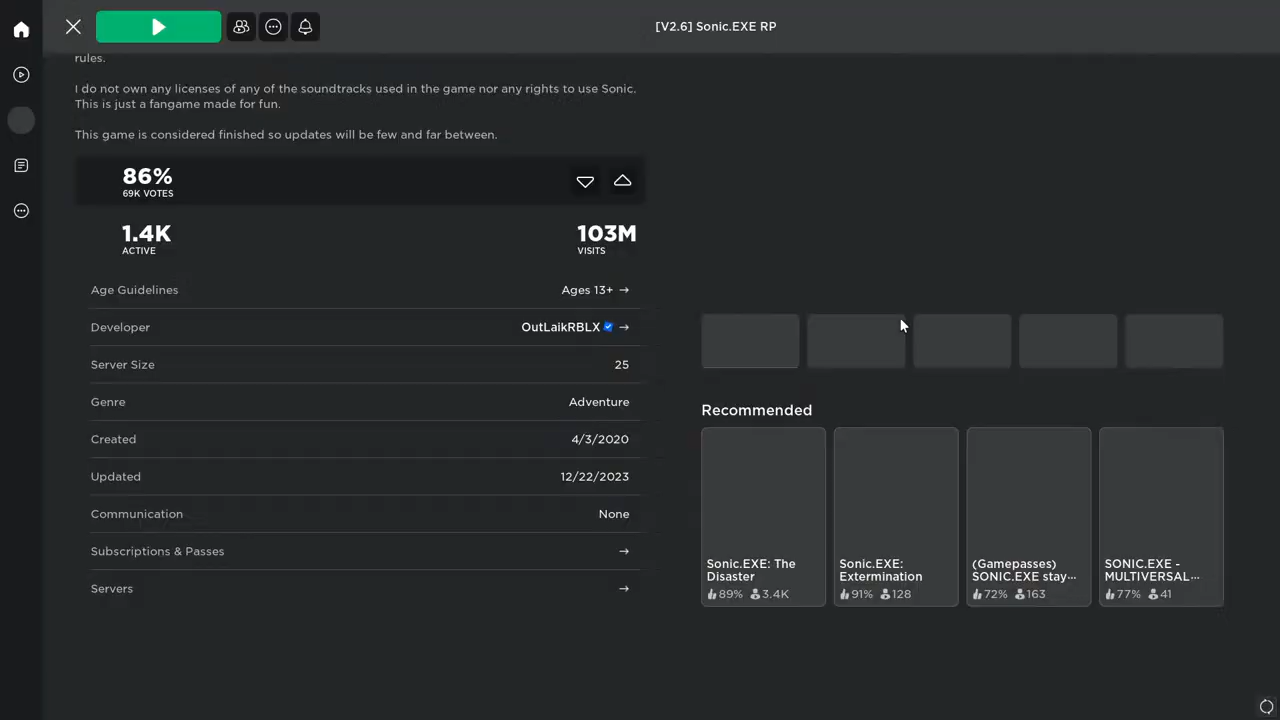 [V2.6] Sonic.EXE RP
rules.
I do not own any licenses of any of the soundtracks used in the game nor any rights to use Sonic.
This is just a fangame made for fun.
This game is considered finished so updates will be few and far between.
86%
69K VOTES
1.4K
ACTIVE
103M
VISITS
Age Guidelines
Ages 13+
Developer
OutLaikRBLX
Server Size
25
Genre
Adventure
Created
4/3/2020
Updated
12/22/2023
Communication
None
Subscriptions & Passes
Servers
Recommended
Sonic.EXE: The
Disaster
89% 3.4K
Sonic.EXE:
Extermination
91% 128
(Gamepasses)
SONIC.EXE stay...
72% 163
SONIC.EXE -
MULTIVERSAL...
77% 41